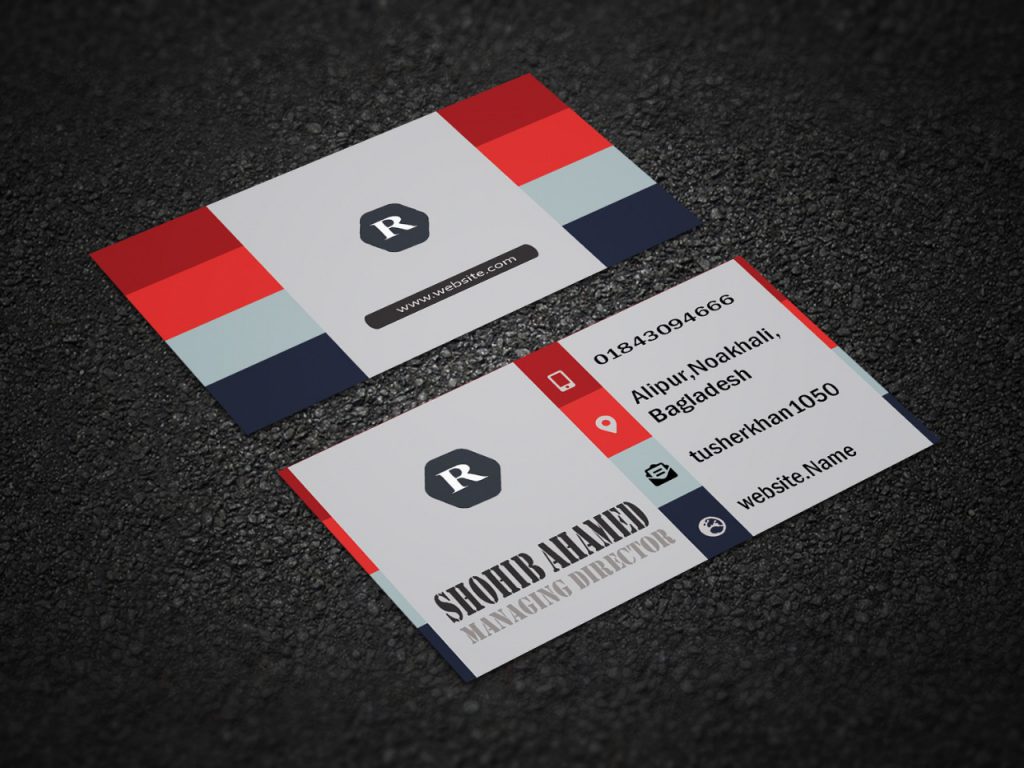 R
www.website.com
R
SHOHIB AHAMED
MANAGING DIRECTOR
01843094666
Alipur,Noakhali,
Bagladesh
tusherkhan1050
website.Name